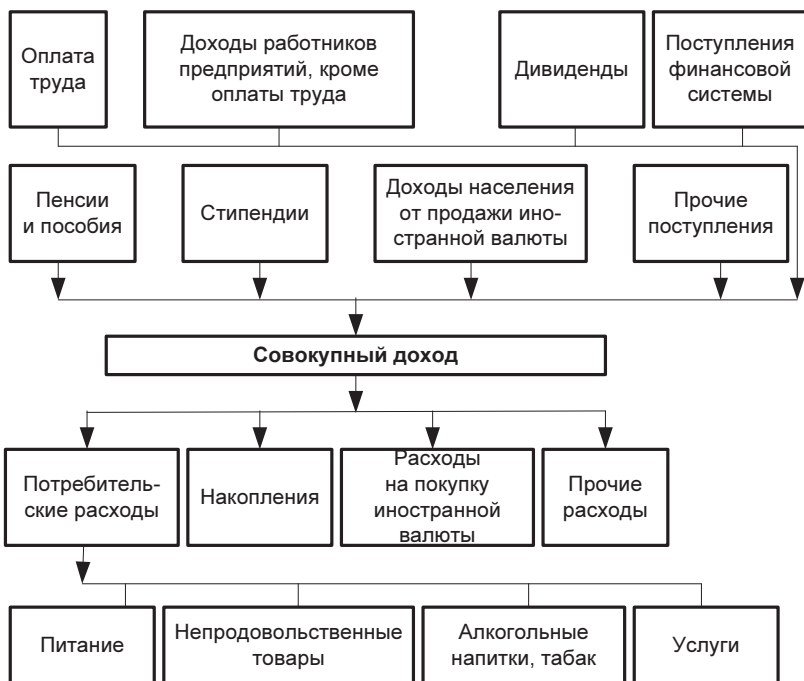 Оплата
труда
Доходы работников
предприятий, кроме
оплаты труда
Дивиденды
Поступления
финансовой
системы
Пенсии
и пособия
Стипендии
Доходы населения
от продажи ино-
странной валюты
Прочие
поступления
Совокупный доход
Потребитель-
ские расходы
Накопления
Расходы
на покупку
иностранной
валюты
Прочие
расходы
Питание
Непродовольственные
товары
Алкогольные
напитки, табак
Услуги